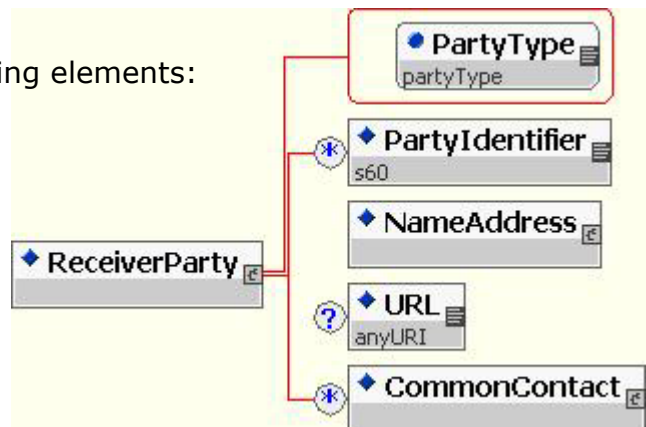 ing elements:
PartyType
partyType
* PartyIdentifier
s60
NameAddress
ReceiverParty
? URL
anyURI
* CommonContact